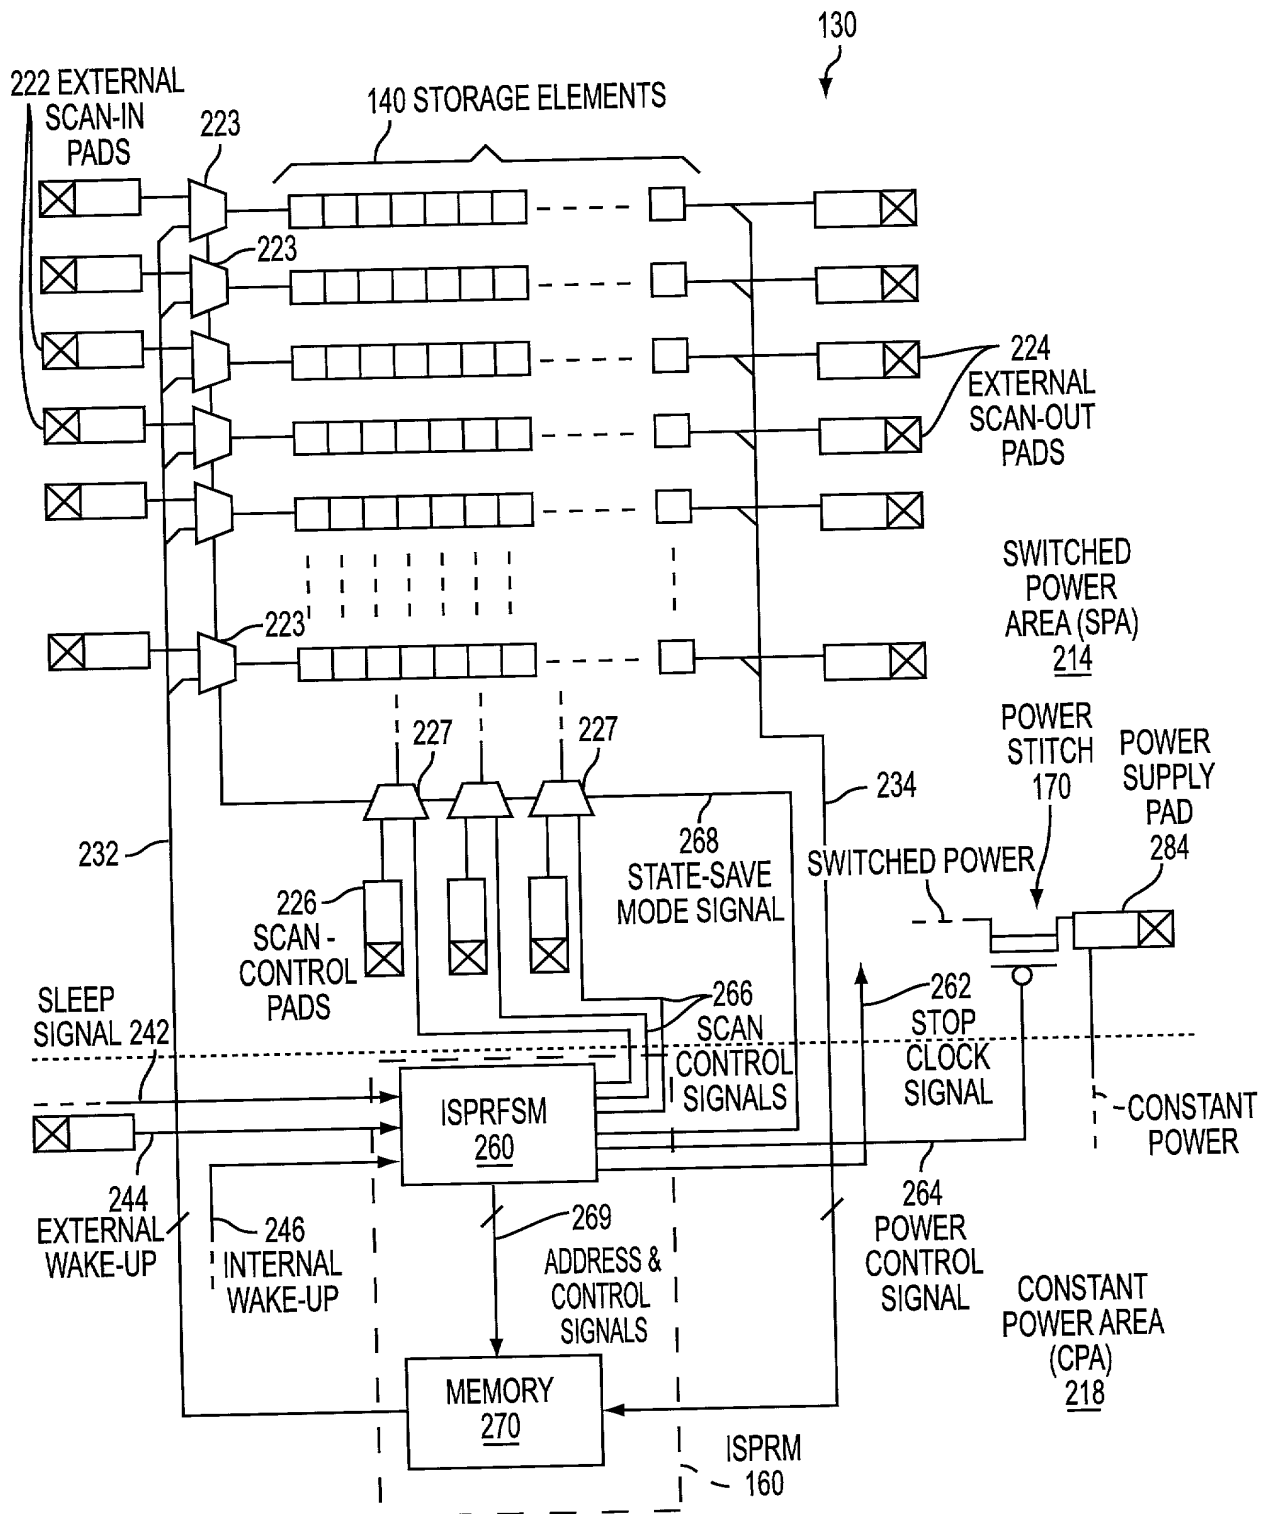 130
222 EXTERNAL
SCAN-IN
PADS
223
140 STORAGE ELEMENTS
223
224
EXTERNAL
SCAN-OUT
PADS
SWITCHED
POWER
AREA (SPA)
214
223
227
227
POWER
STITCH
170
POWER
SUPPLY
PAD
284
234
232
268
STATE-SAVE
MODE SIGNAL
SWITCHED POWER
226
SCAN -
CONTROL
PADS
SLEEP
SIGNAL 242
266
SCAN
CONTROL
SIGNALS
262
STOP
CLOCK
SIGNAL
ISPRFSM
260
CONSTANT
POWER
244
EXTERNAL
WAKE-UP
246
INTERNAL
WAKE-UP
269
ADDRESS &
CONTROL
SIGNALS
264
POWER
CONTROL
SIGNAL
CONSTANT
POWER AREA
(CPA)
218
MEMORY
270
ISPRM
160